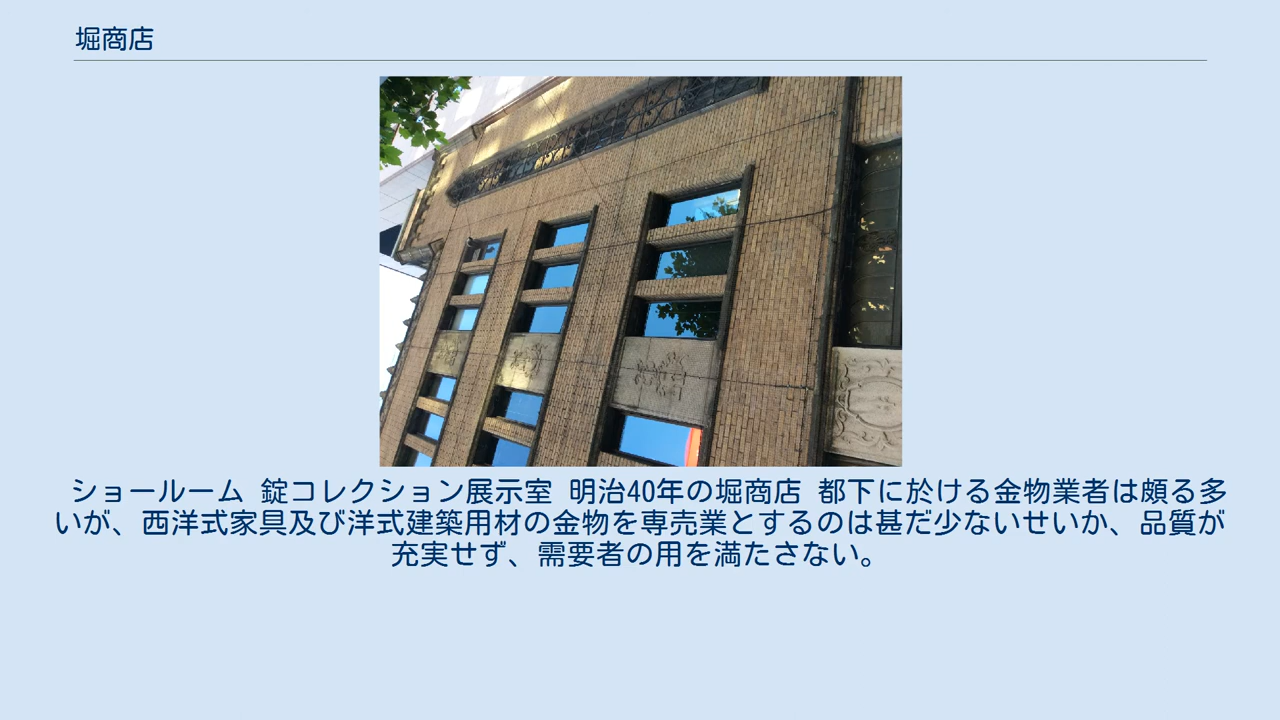 堀商店
ショールーム 錠コレクション展示室 明治40年の堀商店 都下に於ける金物業者は頗る多
いが、西洋式家具及び洋式建築用材の金物を専売業とするのは甚だ少ないせいか、品質が
充実せず、需要者の用を満たさない。